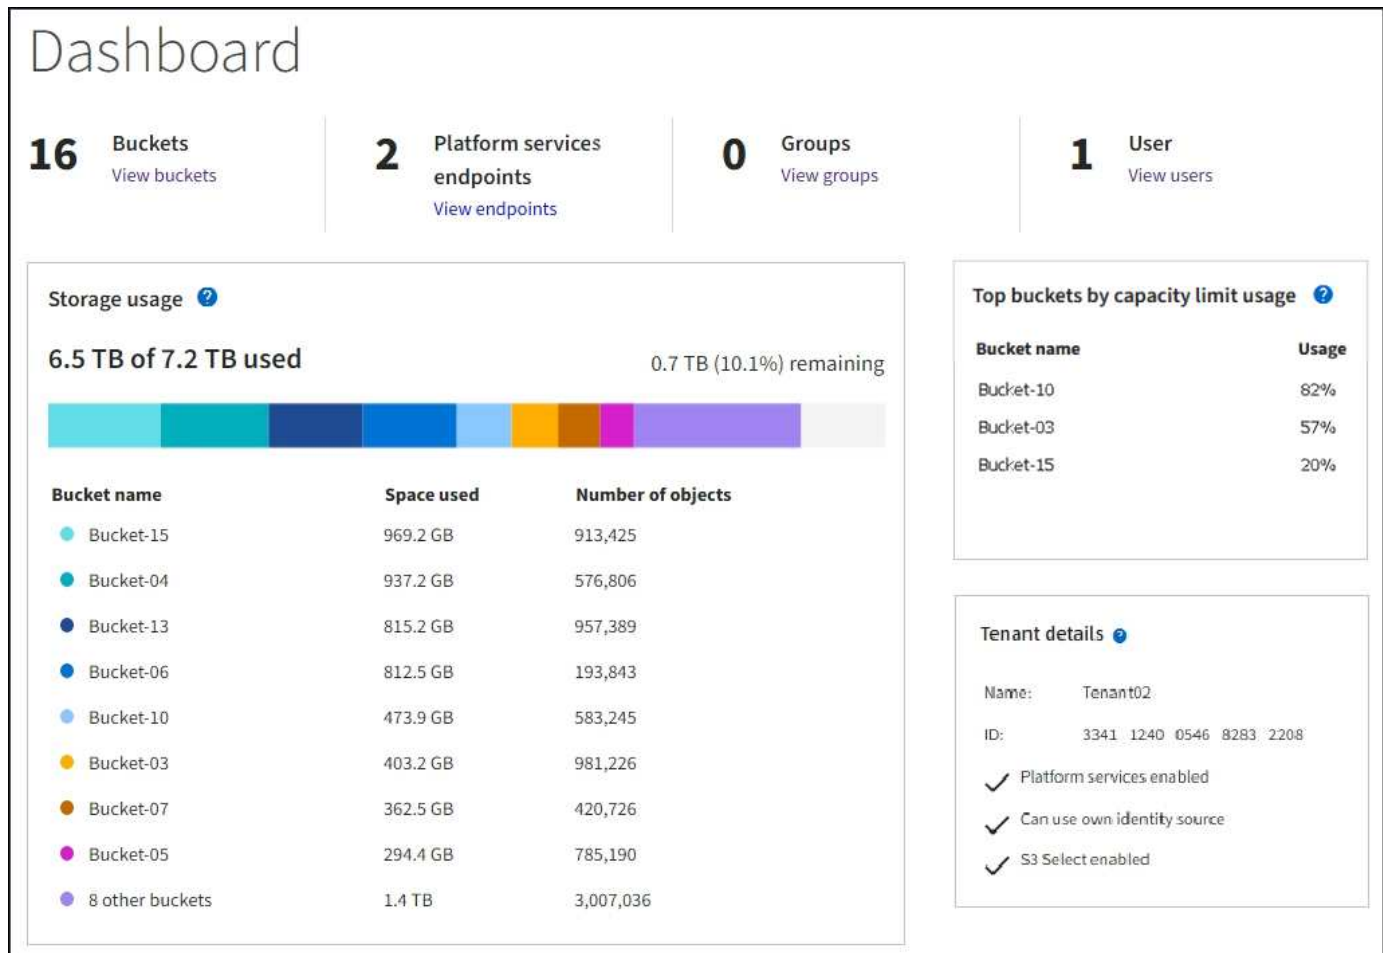 Dashboard
16 Buckets
View buckets
2 Platform services
endpoints
View endpoints
0 Groups
View groups
1 User
View users
Storage usage ?
6.5 TB of 7.2 TB used
0.7 TB (10.1%) remaining
Bucket name Space used Number of objects
Bucket-15 969.2 GB 913,425
Bucket-04 937.2 GB 576,806
Bucket-13 815.2 GB 957,389
Bucket-06 812.5 GB 193,843
Bucket-10 473.9 GB 583,245
Bucket-03 403.2 GB 981,226
Bucket-07 362.5 GB 420,726
Bucket-05 294.4 GB 785,190
8 other buckets 1.4 TB 3,007,036
Top buckets by capacity limit usage ?
Bucket name Usage
Bucket-10 82%
Bucket-03 57%
Bucket-15 20%
Tenant details ?
Name: Tenant02
ID: 3341 1240 0546 8283 2208
Platform services enabled
Can use own identity source
S3 Select enabled